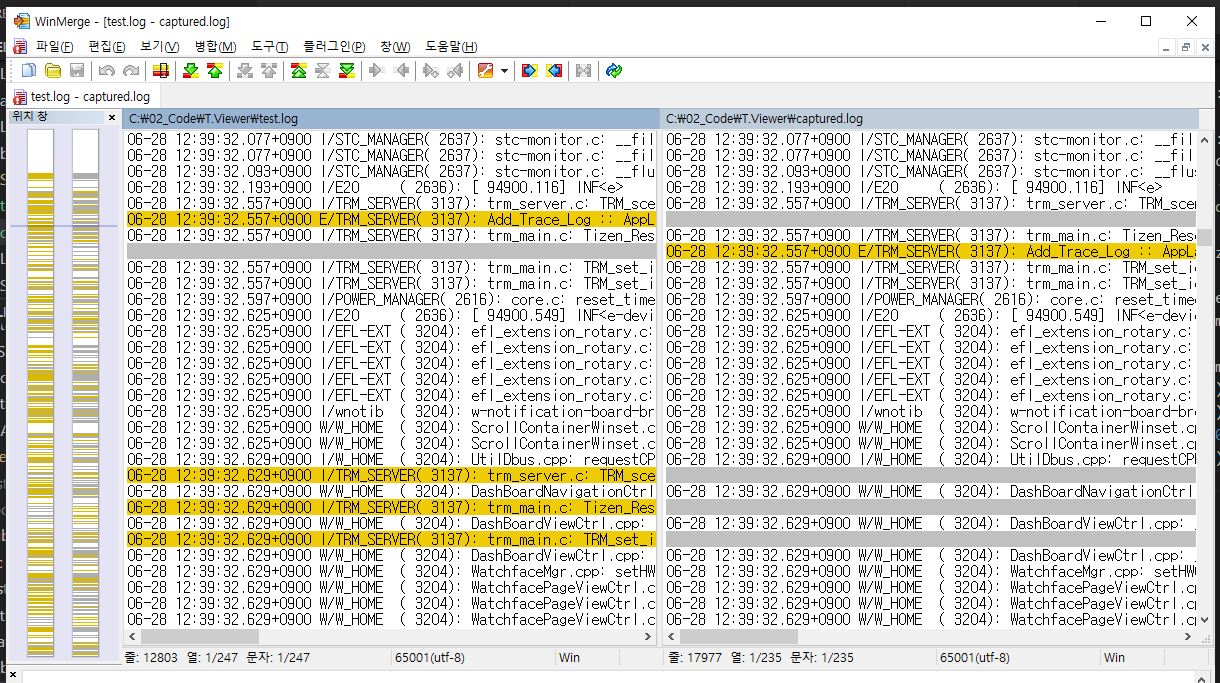 WinMerge - [test.log - captured.log]
파일(F) 편집(E) 보기(V) 병합(M) 도구(T) 플러그인(P) 창(W) 도움말(H)
test.log - captured.log
위치 창
C:₩02_Code₩T.Viewer₩test.log
06-28 12:39:32.077+0900 I/STC_MANAGER( 2637): stc-monitor.c: __fil
06-28 12:39:32.077+0900 I/STC_MANAGER( 2637): stc-monitor.c: __fil
06-28 12:39:32.093+0900 I/STC_MANAGER( 2637): stc-monitor.c: __flu
06-28 12:39:32.193+0900 I/E20 ( 2636): [ 94900.116] INF<e>
06-28 12:39:32.557+0900 I/TRM_SERVER( 3137): trm_server.c: TRM_sce
06-28 12:39:32.557+0900 E/TRM_SERVER( 3137): Add_Trace_Log :: AppL
06-28 12:39:32.557+0900 I/TRM_SERVER( 3137): trm_main.c: Tizen_Res
06-28 12:39:32.557+0900 I/TRM_SERVER( 3137): trm_main.c: TRM_set_i
06-28 12:39:32.557+0900 I/TRM_SERVER( 3137): trm_main.c: TRM_set_i
06-28 12:39:32.597+0900 I/POWER_MANAGER( 2616): core.c: reset_time
06-28 12:39:32.625+0900 I/E20 ( 2636): [ 94900.549] INF<e-devi
06-28 12:39:32.625+0900 I/EFL-EXT ( 3204): efl_extension_rotary.c:
06-28 12:39:32.625+0900 I/EFL-EXT ( 3204): efl_extension_rotary.c:
06-28 12:39:32.625+0900 I/EFL-EXT ( 3204): efl_extension_rotary.c:
06-28 12:39:32.625+0900 I/EFL-EXT ( 3204): efl_extension_rotary.c:
06-28 12:39:32.625+0900 I/EFL-EXT ( 3204): efl_extension_rotary.c:
06-28 12:39:32.625+0900 I/wnotib ( 3204): w-notification-board-br
06-28 12:39:32.625+0900 W/W_HOME ( 3204): ScrollContainerWinset.c
06-28 12:39:32.625+0900 W/W_HOME ( 3204): ScrollContainerWinset.c
06-28 12:39:32.625+0900 I/W_HOME ( 3204): UtilDbus.cpp: requestCP
06-28 12:39:32.629+0900 I/TRM_SERVER( 3137): trm_server.c: TRM_sce
06-28 12:39:32.629+0900 W/W_HOME ( 3204): DashBoardNavigationCtrl
06-28 12:39:32.629+0900 I/TRM_SERVER( 3137): trm_main.c: Tizen_Res
06-28 12:39:32.629+0900 W/W_HOME ( 3204): DashBoardViewCtrl.cpp:
06-28 12:39:32.629+0900 I/TRM_SERVER( 3137): trm_main.c: TRM_set_i
06-28 12:39:32.629+0900 W/W_HOME ( 3204): DashBoardViewCtrl.cpp:
06-28 12:39:32.629+0900 W/W_HOME ( 3204): WatchfaceMgr.cpp: setHW
06-28 12:39:32.629+0900 W/W_HOME ( 3204): WatchfacePageViewCtrl.c
06-28 12:39:32.629+0900 W/W_HOME ( 3204): WatchfacePageViewCtrl.c
06-28 12:39:32.629+0900 W/W_HOME ( 3204): WatchfacePageViewCtrl.c
줄: 12803 열: 1/247 문자: 1/247 65001(utf-8) Win
C:₩02_Code₩T.Viewer₩captured.log
06-28 12:39:32.077+0900 I/STC_MANAGER( 2637): stc-monitor.c: __fil
06-28 12:39:32.077+0900 I/STC_MANAGER( 2637): stc-monitor.c: __fil
06-28 12:39:32.093+0900 I/STC_MANAGER( 2637): stc-monitor.c: __flus
06-28 12:39:32.193+0900 I/E20 ( 2636): [ 94900.116] INF<e>
06-28 12:39:32.557+0900 I/TRM_SERVER( 3137): trm_server.c: TRM_scen
06-28 12:39:32.557+0900 I/TRM_SERVER( 3137): trm_main.c: Tizen_Res
06-28 12:39:32.557+0900 E/TRM_SERVER( 3137): Add_Trace_Log :: AppL
06-28 12:39:32.557+0900 I/TRM_SERVER( 3137): trm_main.c: TRM_set_i
06-28 12:39:32.557+0900 I/TRM_SERVER( 3137): trm_main.c: TRM_set_i
06-28 12:39:32.597+0900 I/POWER_MANAGER( 2616): core.c: reset_time
06-28 12:39:32.625+0900 I/E20 ( 2636): [ 94900.549] INF<e-devi
06-28 12:39:32.625+0900 I/EFL-EXT ( 3204): efl_extension_rotary.c:
06-28 12:39:32.625+0900 I/EFL-EXT ( 3204): efl_extension_rotary.c:
06-28 12:39:32.625+0900 I/EFL-EXT ( 3204): efl_extension_rotary.c:
06-28 12:39:32.625+0900 I/EFL-EXT ( 3204): efl_extension_rotary.c:
06-28 12:39:32.625+0900 I/EFL-EXT ( 3204): efl_extension_rotary.c:
06-28 12:39:32.625+0900 I/wnotib ( 3204): w-notification-board-br
06-28 12:39:32.625+0900 W/W_HOME ( 3204): ScrollContainerWinset.c
06-28 12:39:32.625+0900 W/W_HOME ( 3204): ScrollContainerWinset.c
06-28 12:39:32.625+0900 I/W_HOME ( 3204): UtilDbus.cpp: requestCPU
06-28 12:39:32.629+0900 W/W_HOME ( 3204): DashBoardNavigationCtrl
06-28 12:39:32.629+0900 W/W_HOME ( 3204): DashBoardViewCtrl.cpp:
06-28 12:39:32.629+0900 W/W_HOME ( 3204): DashBoardViewCtrl.cpp:
06-28 12:39:32.629+0900 W/W_HOME ( 3204): WatchfaceMgr.cpp: setHW
06-28 12:39:32.629+0900 W/W_HOME ( 3204): WatchfacePageViewCtrl.c
06-28 12:39:32.629+0900 W/W_HOME ( 3204): WatchfacePageViewCtrl.c
06-28 12:39:32.629+0900 W/W_HOME ( 3204): WatchfacePageViewCtrl.c
줄: 17977 열: 1/235 문자: 1/235 65001(utf-8) Win